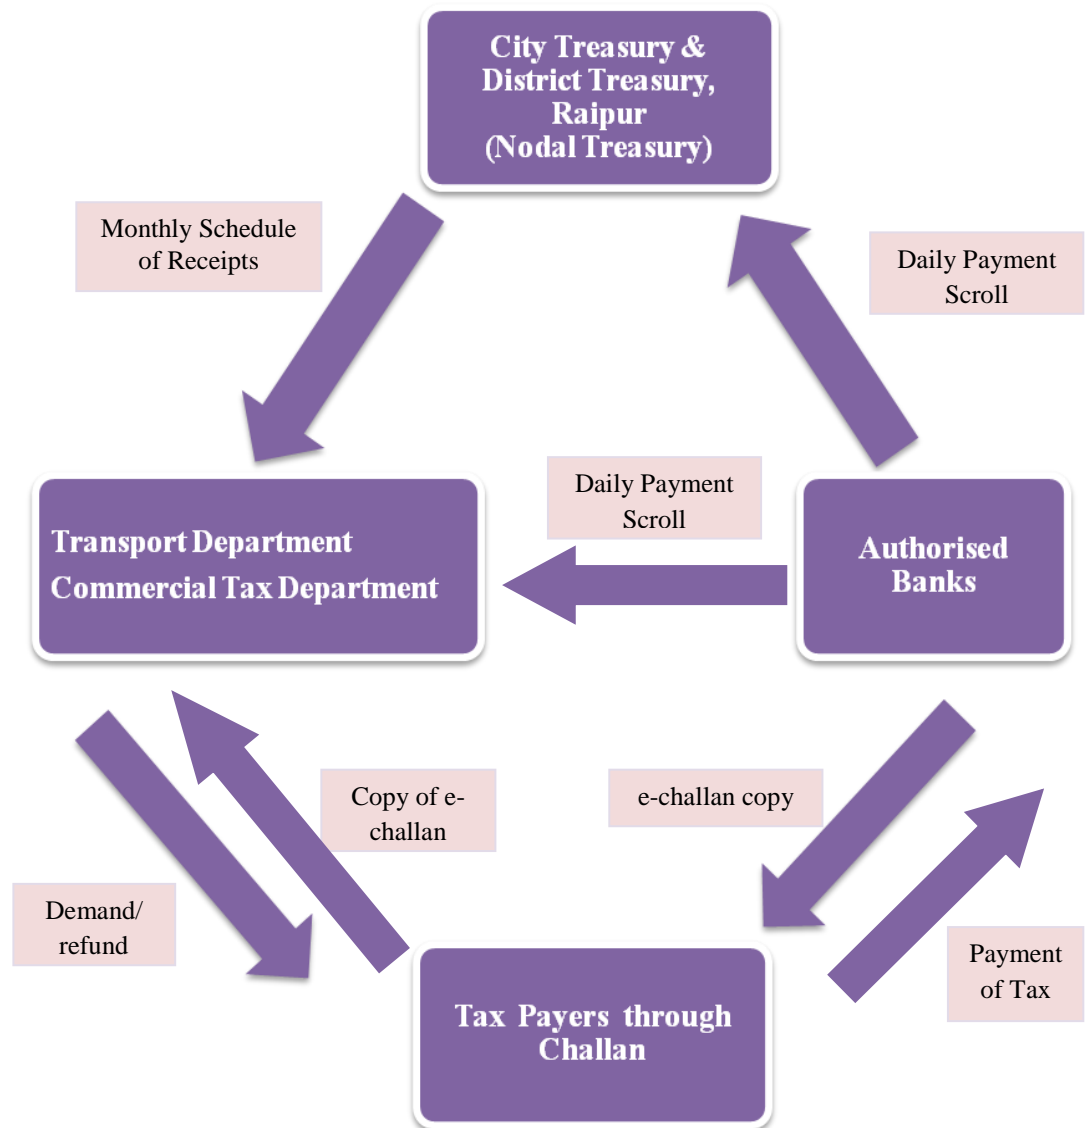 City Treasury &
District Treasury,
Raipur
(Nodal Treasury)
Monthly Schedule
of Receipts
Daily Payment
Scroll
Daily Payment
Scroll
Transport Department
Commercial Tax Department
Authorised
Banks
Copy of e-
challan
e-challan copy
Demand/
refund
Payment
of Tax
Tax Payers through
Challan